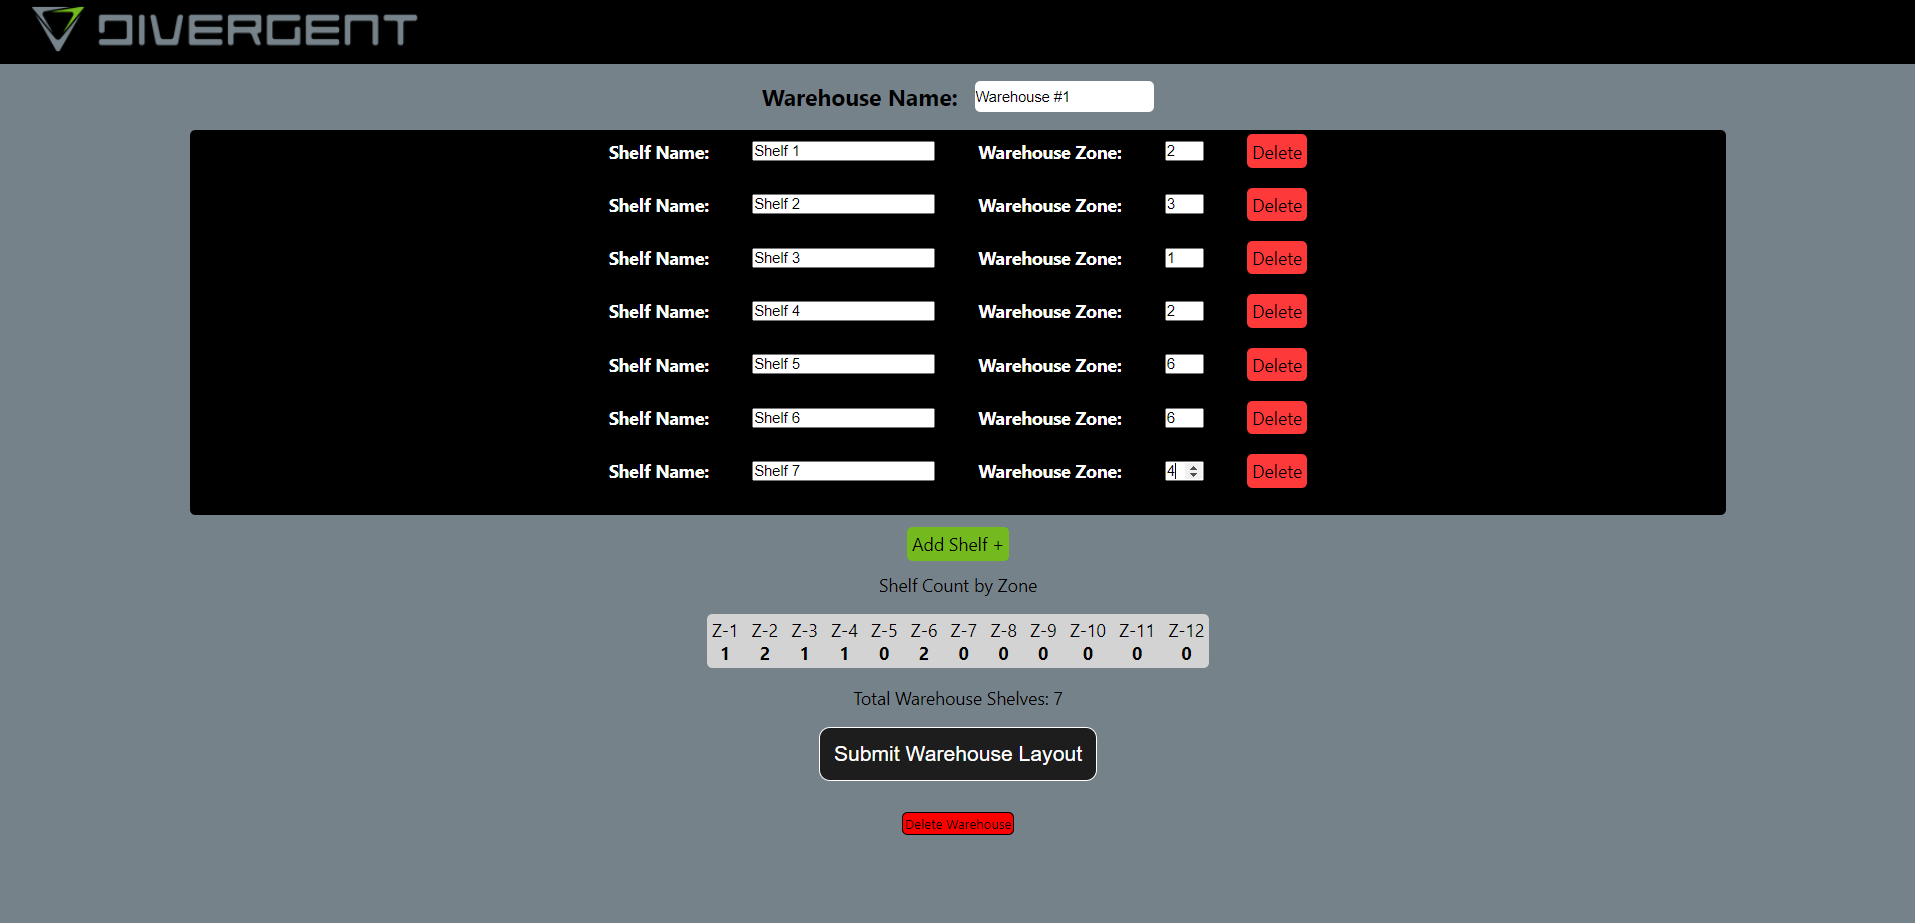 DIVERGENT
Warehouse Name: Warehouse #1
Shelf Name: Shelf 1 Warehouse Zone: 2 Delete
Shelf Name: Shelf 2 Warehouse Zone: 3 Delete
Shelf Name: Shelf 3 Warehouse Zone: 1 Delete
Shelf Name: Shelf 4 Warehouse Zone: 2 Delete
Shelf Name: Shelf 5 Warehouse Zone: 6 Delete
Shelf Name: Shelf 6 Warehouse Zone: 6 Delete
Shelf Name: Shelf 7 Warehouse Zone: 4 Delete
Add Shelf +
Shelf Count by Zone
Z-1 Z-2 Z-3 Z-4 Z-5 Z-6 Z-7 Z-8 Z-9 Z-10 Z-11 Z-12
1 2 1 1 0 2 0 0 0 0 0 0
Total Warehouse Shelves: 7
Submit Warehouse Layout
Delete Warehouse